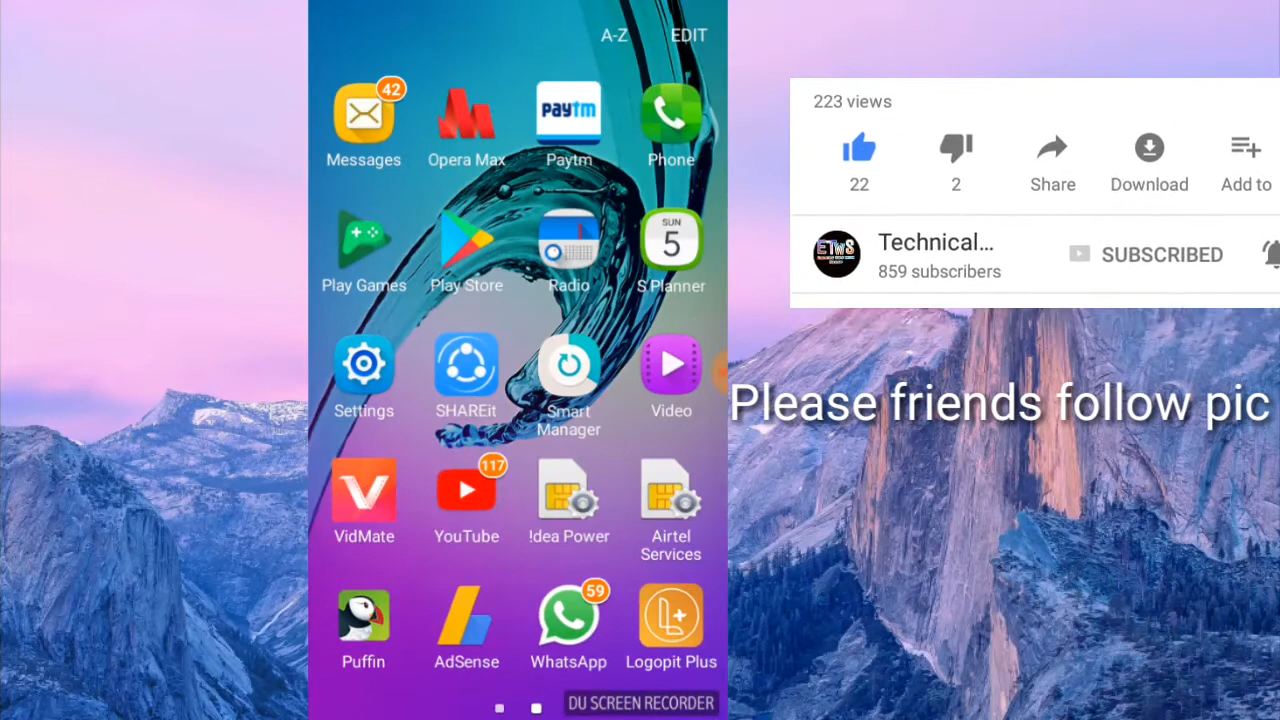 A-Z EDIT
42
paytm
Messages Opera Max Paytm Phone
SUN
5
Play Games Play Store Radio S Planner
Settings SHAREit Smart Manager Video
117
VidMate YouTube !dea Power Airtel Services
59
Puffin AdSense WhatsApp Logopit Plus
DU SCREEN RECORDER
223 views
22 2 Share Download Add to
ETWS
Technical...
859 subscribers
SUBSCRIBED
Please friends follow pic